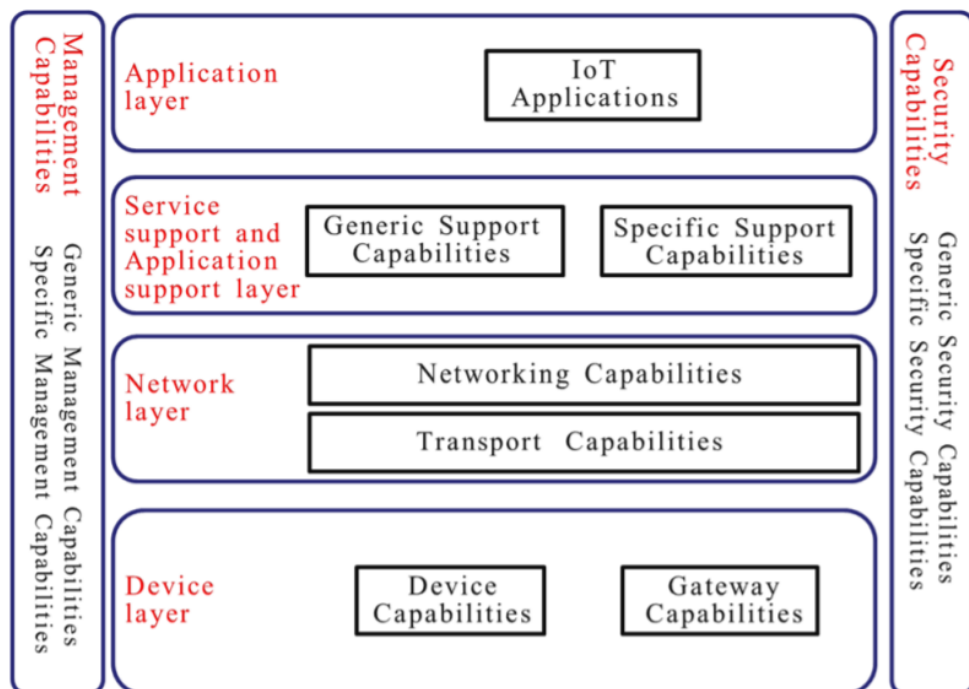 Management
Capabilities
Generic Management Capabilities
Specific Management Capabilities
Application
layer
IoT
Applications
Service
support and
Application
support layer
Generic Support
Capabilities
Specific Support
Capabilities
Network
layer
Networking Capabilities
Transport Capabilities
Device
layer
Device
Capabilities
Gateway
Capabilities
Security
Capabilities
Generic Security Capabilities
Specific Security Capabilities